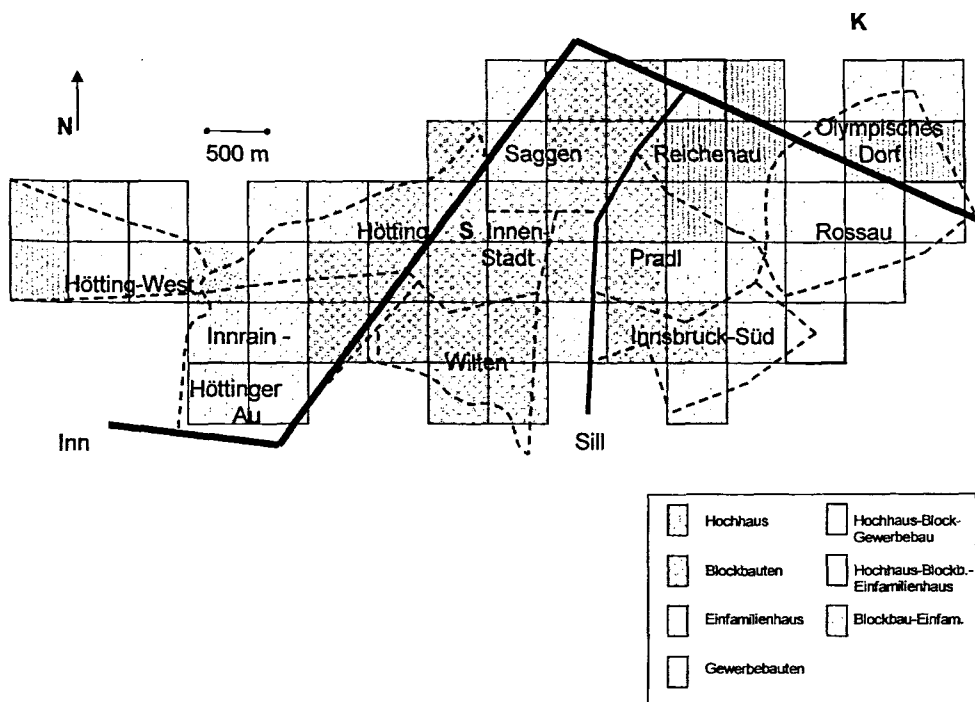 K
N
500 m
Saggen
Reichenau
Olympisches
Dorf
Hötting
S Innen-
Stadt
Pradl
Rossau
Hötting-West
Innrain -
Höttinger
Au
Wilten
Innsbruck-Süd
Inn
Sill
Hochhaus
Blockbauten
Einfamilienhaus
Gewerbebauten
Hochhaus-Block-
Gewerbebau
Hochhaus-Blockb.-
Einfamilienhaus
Blockbau-Einfam.